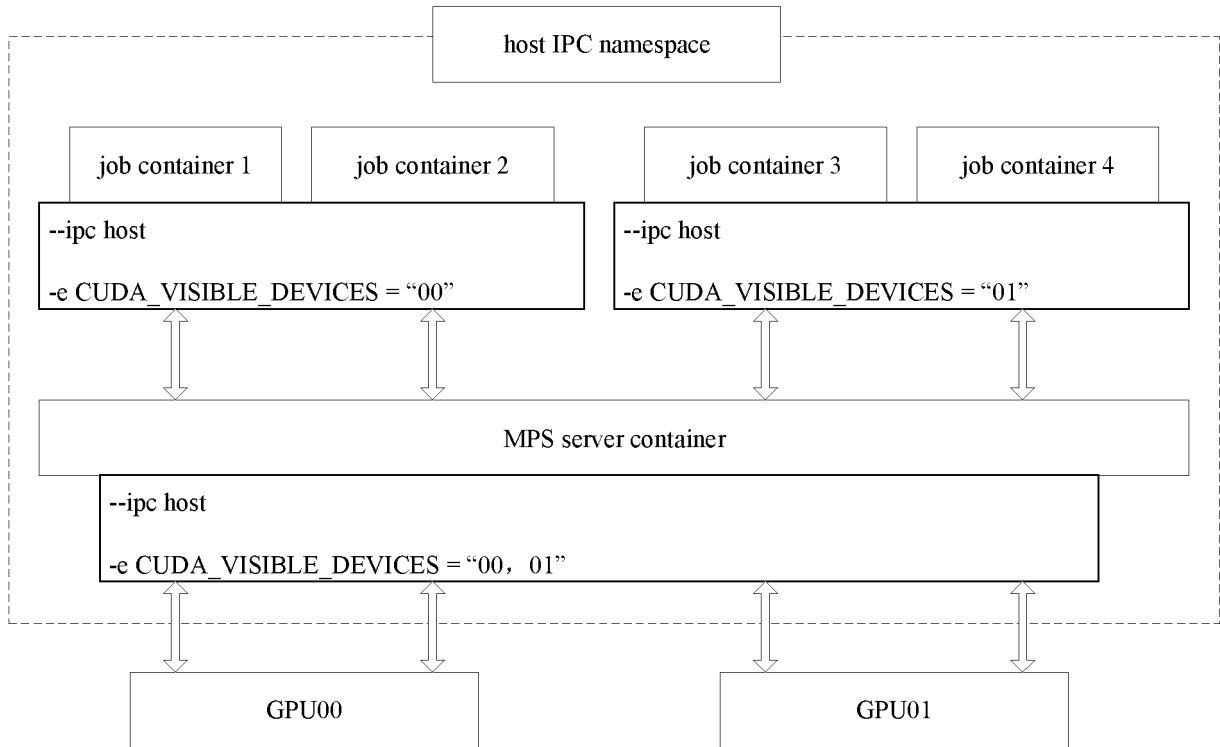 host IPC namespace
job container 1
job container 2
job container 3
job container 4
--ipc host
-e CUDA_VISIBLE_DEVICES = “00”
--ipc host
-e CUDA_VISIBLE_DEVICES = “01”
MPS server container
--ipc host
-e CUDA_VISIBLE_DEVICES = “00，01”
GPU00
GPU01